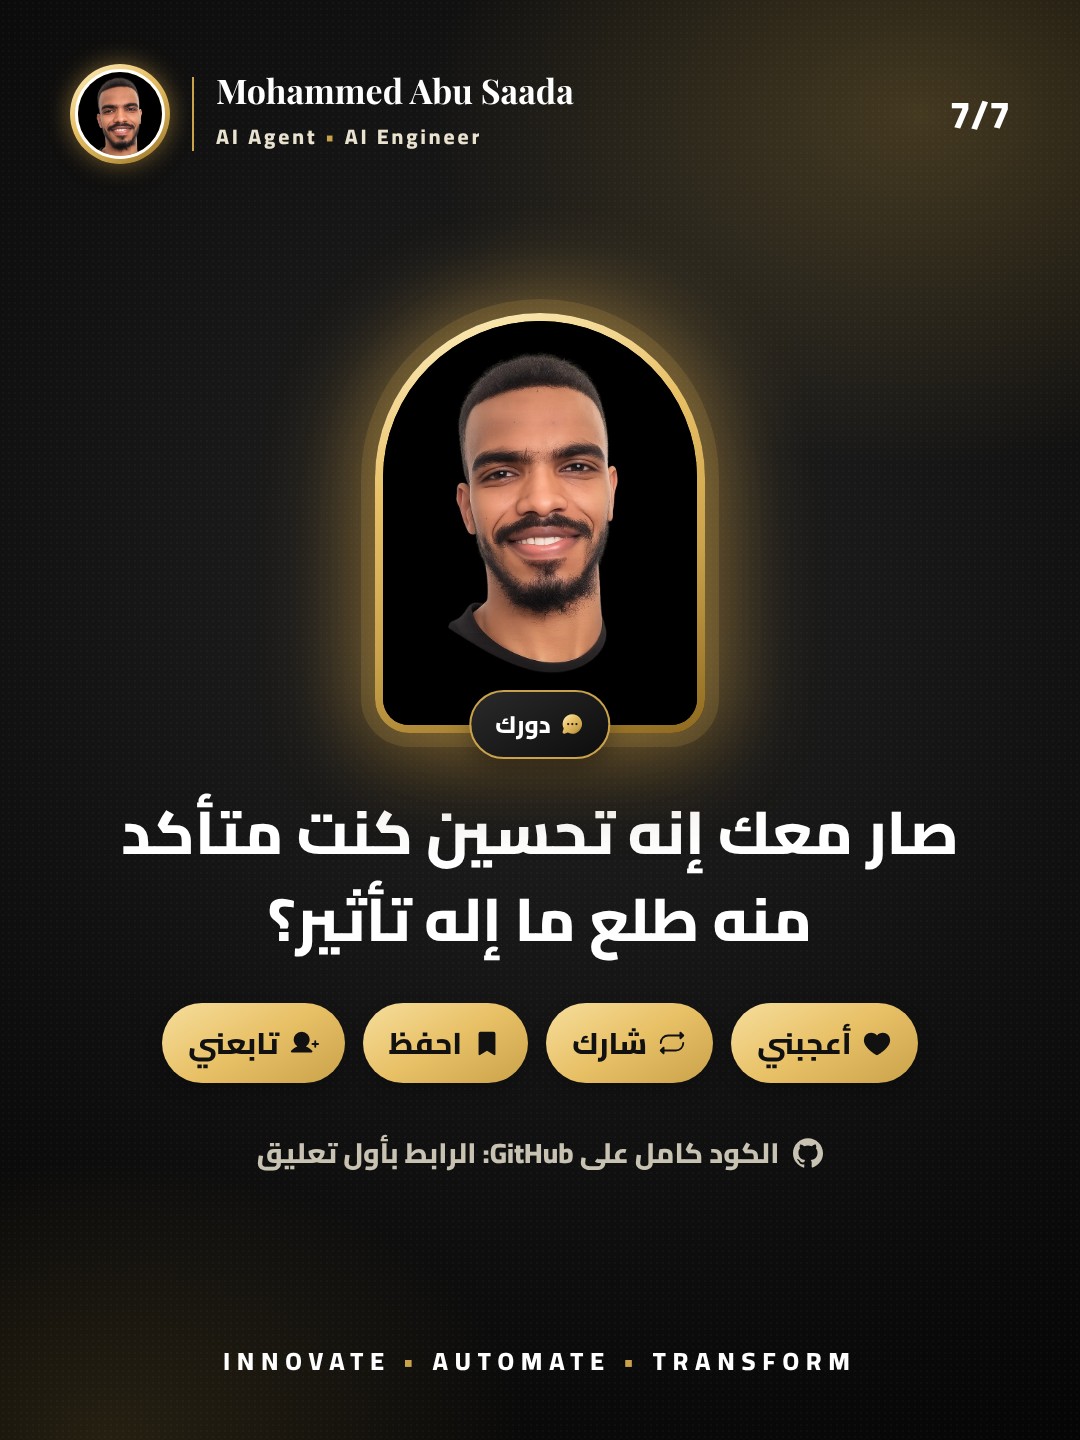 Mohammed Abu Saada
AI Agent ▪ AI Engineer
7/7
دورك
صار معك إنه تحسين كنت متأكد
منه طلع ما إله تأثير؟
أعجبني
شارك
احفظ
تابعني
الكود كامل على GitHub: الرابط بأول تعليق
INNOVATE ▪ AUTOMATE ▪ TRANSFORM